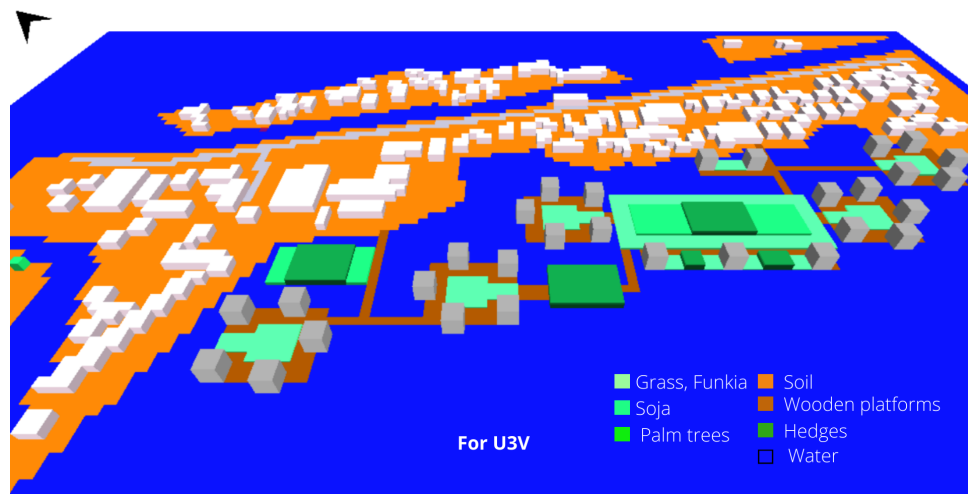 Grass, Funkia
Soil
Soja
Wooden platforms
Palm trees
Hedges
For U3V
Water